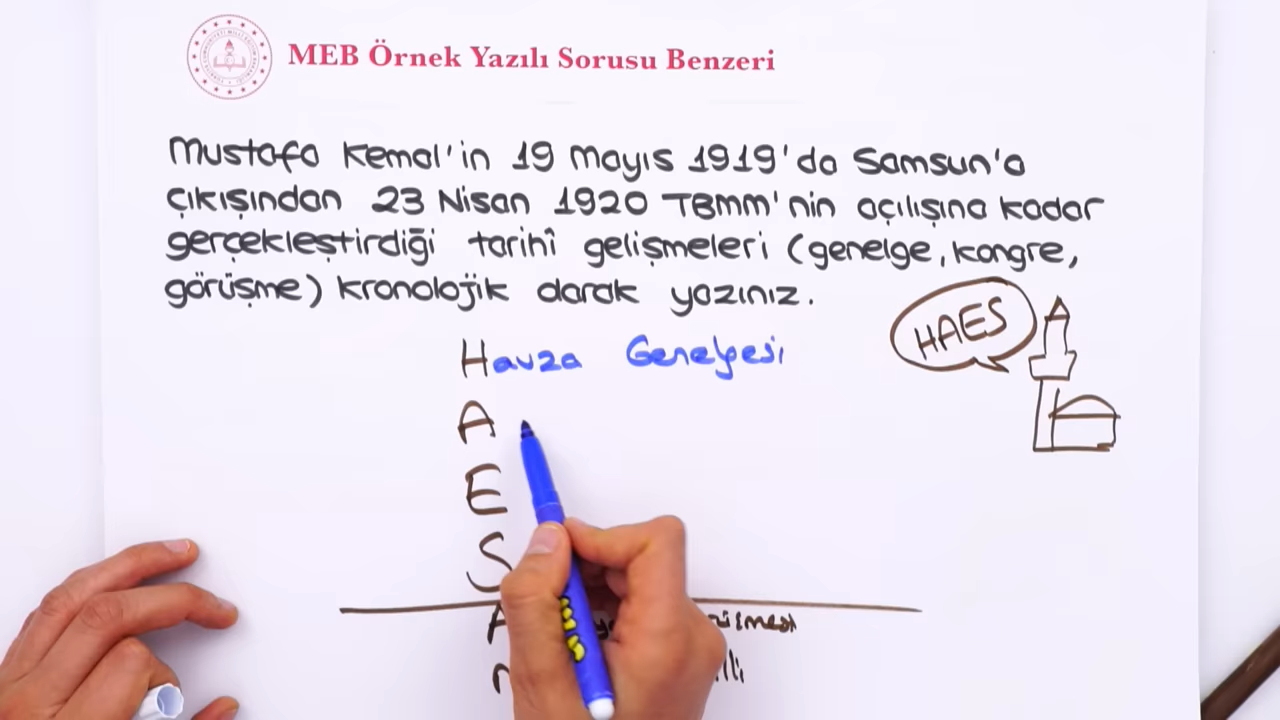 MEB Örnek Yazılı Sorusu Benzeri
Mustafa Kemal'in 19 Mayıs 1919'da Samsun'a
çıkışından 23 Nisan 1920 TBMM'nin açılışına kadar
gerçekleştirdiği tarihî gelişmeleri (genelge, kongre,
görüşme) kronolojik olarak yazınız.
HAES
Havza Genelgesi
A
E
S
A